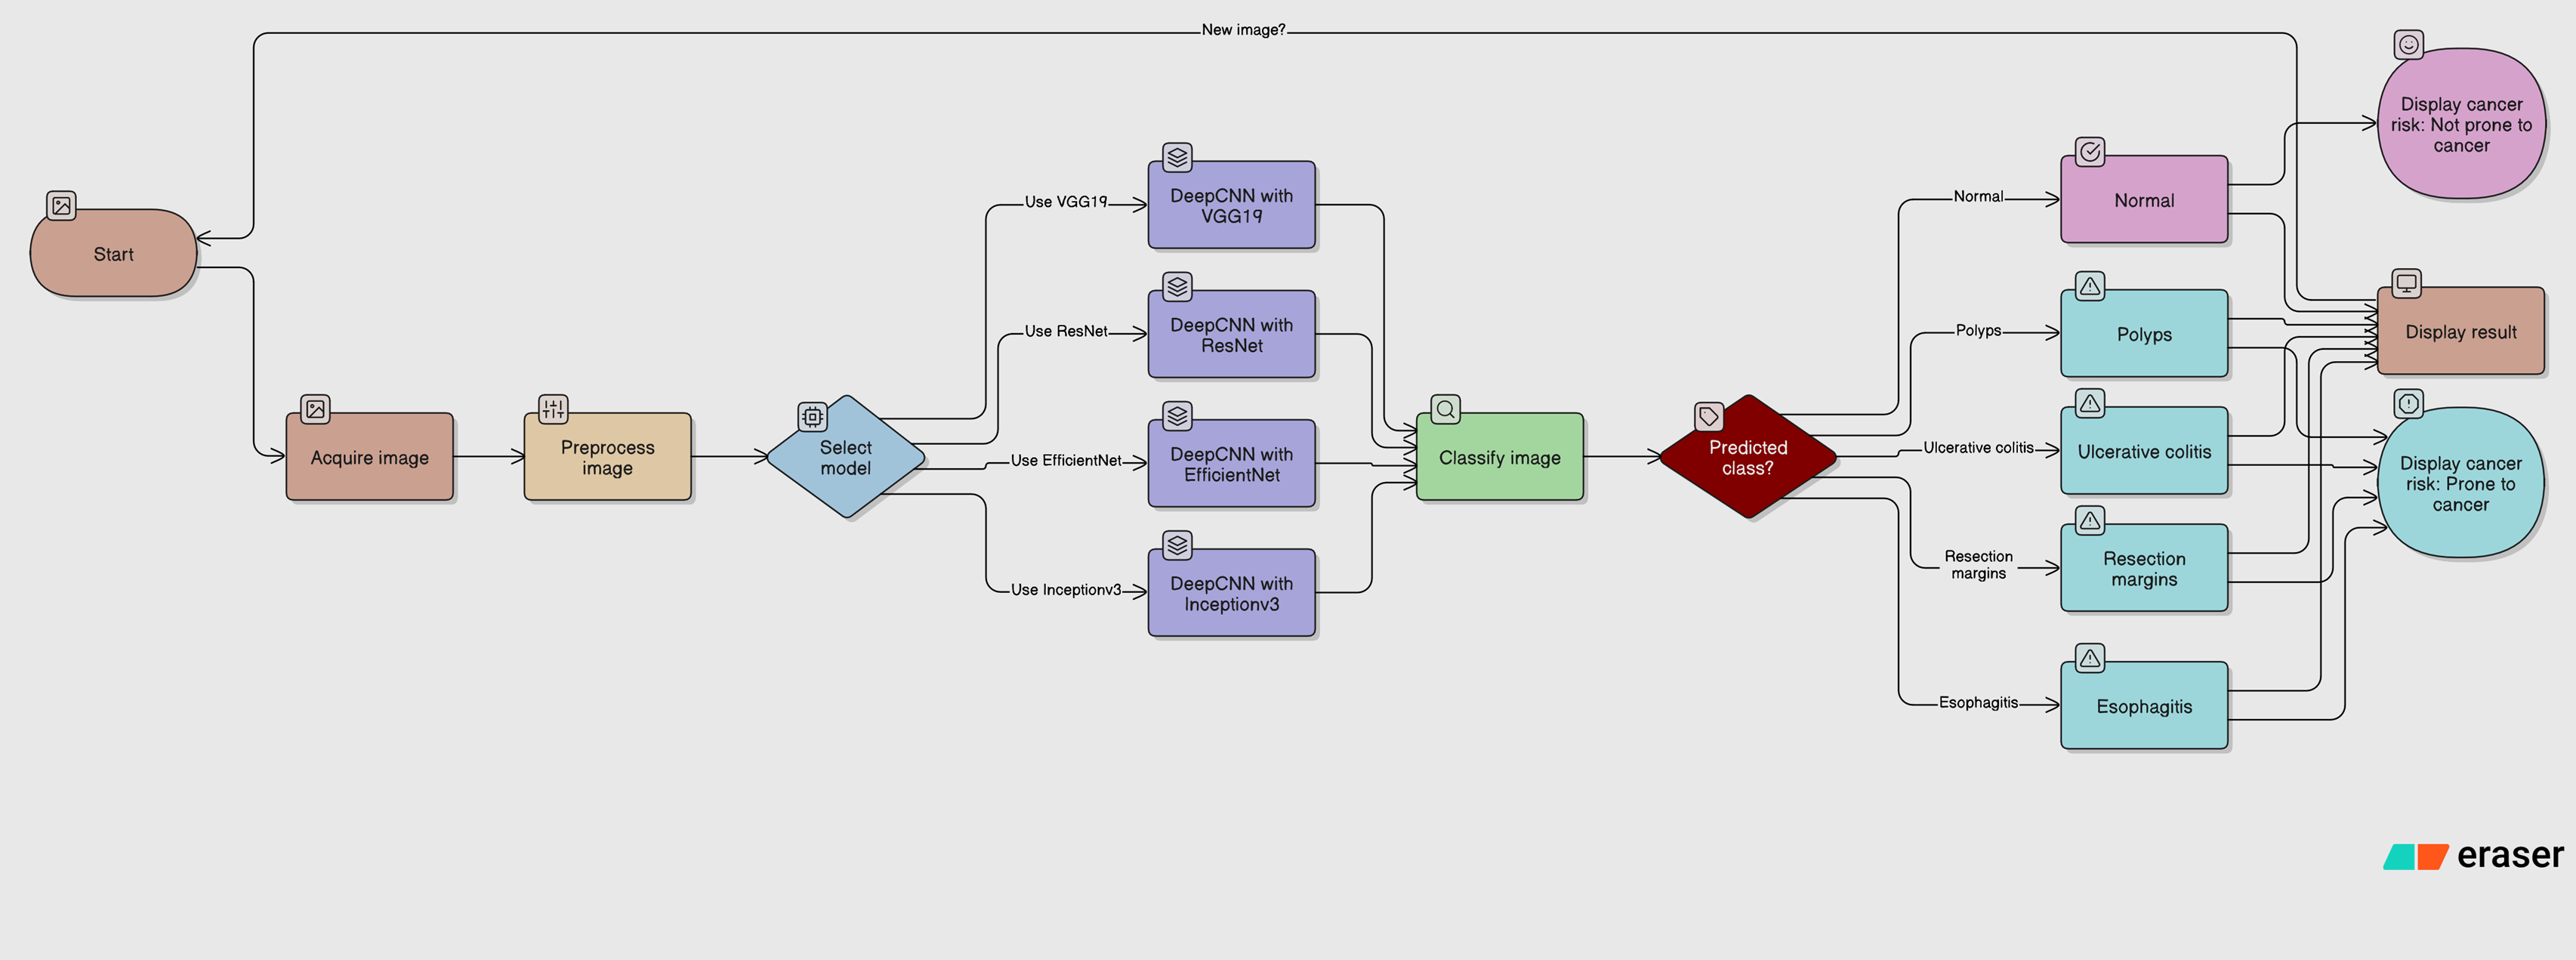 New image?
Start
Acquire image
Preprocess
image
Select
model
Use VGG19
Use ResNet
Use EfficientNet
Use Inceptionv3
DeepCNN with
VGG19
DeepCNN with
ResNet
DeepCNN with
EfficientNet
DeepCNN with
Inceptionv3
Classify image
Predicted
class?
Normal
Polyps
Ulcerative colitis
Resection
margins
Esophagitis
Normal
Polyps
Ulcerative colitis
Resection
margins
Esophagitis
Display cancer
risk: Not prone to
cancer
Display result
Display cancer
risk: Prone to
cancer
eraser